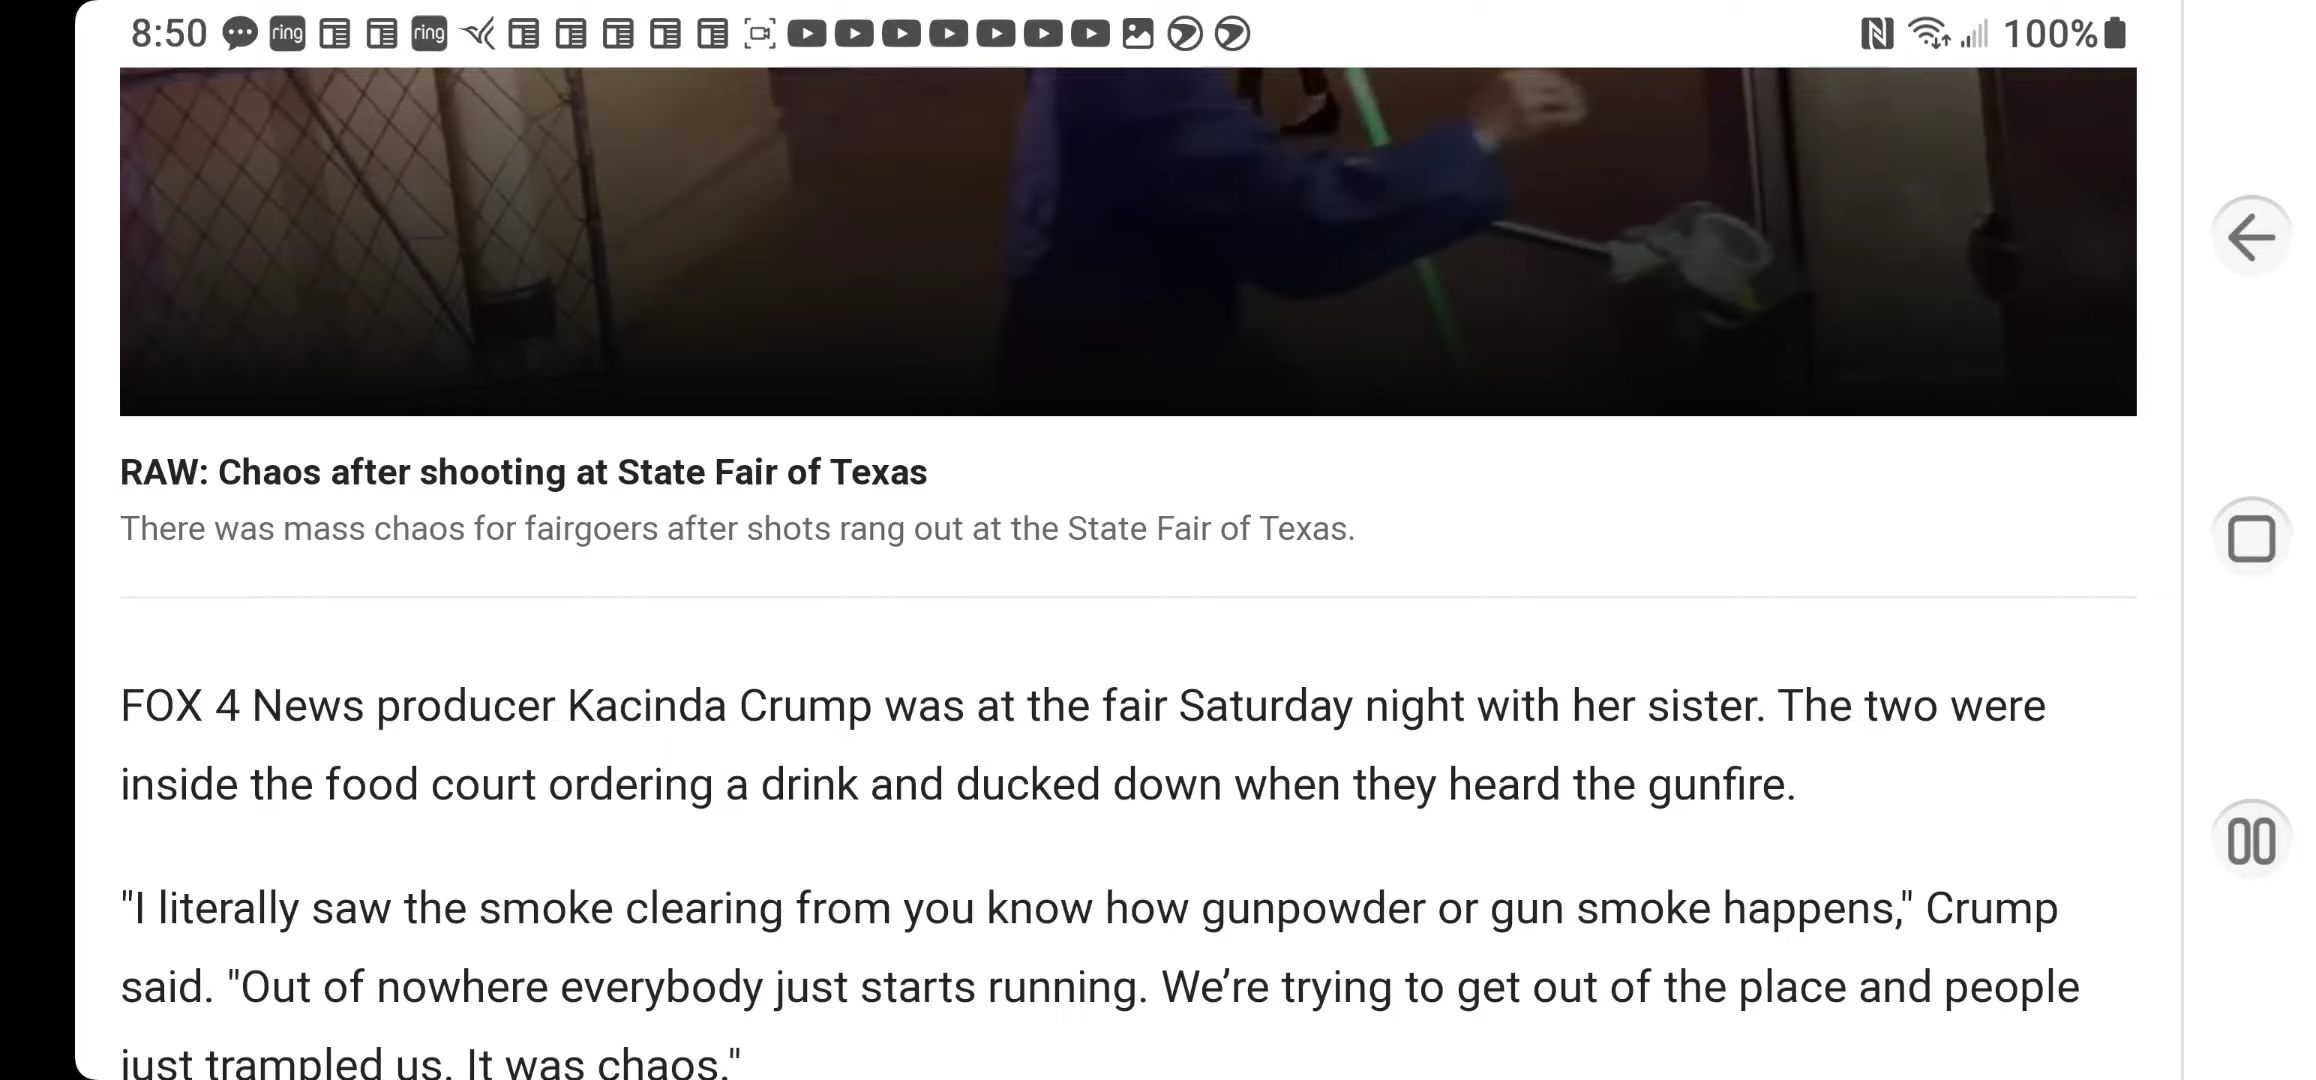 8:50
ring
ring
100%
RAW: Chaos after shooting at State Fair of Texas
There was mass chaos for fairgoers after shots rang out at the State Fair of Texas.
FOX 4 News producer Kacinda Crump was at the fair Saturday night with her sister. The two were
inside the food court ordering a drink and ducked down when they heard the gunfire.
"I literally saw the smoke clearing from you know how gunpowder or gun smoke happens," Crump
said. "Out of nowhere everybody just starts running. We’re trying to get out of the place and people
just trampled us. It was chaos."